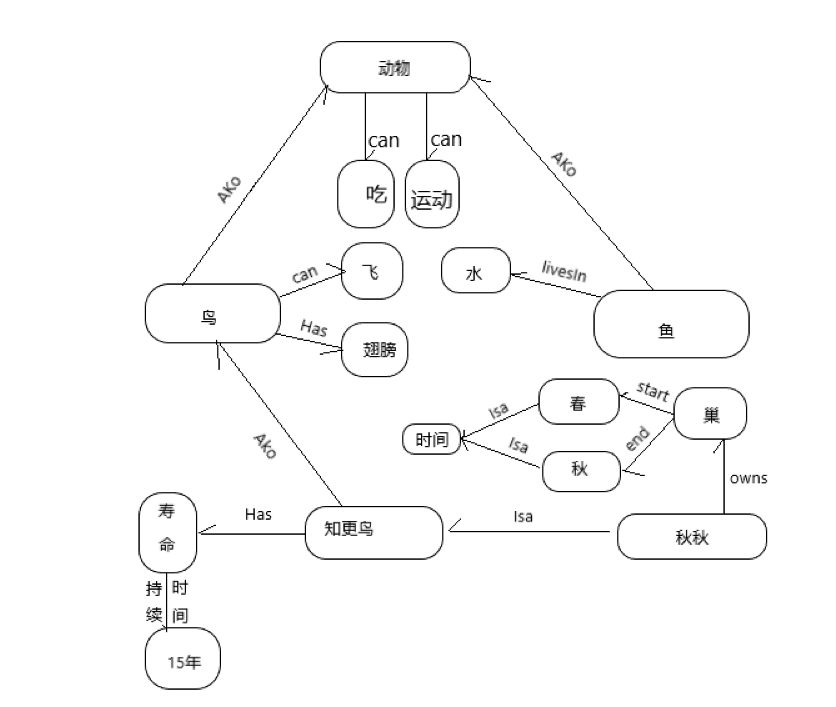 动物
can
can
吃
运动
AKo
AKo
can
飞
水
livesIn
鸟
Has
翅膀
鱼
Isa
春
start
巢
时间
Isa
秋
end
owns
Ako
寿
命
Has
知更鸟
Isa
秋秋
持 时
续 间
15年